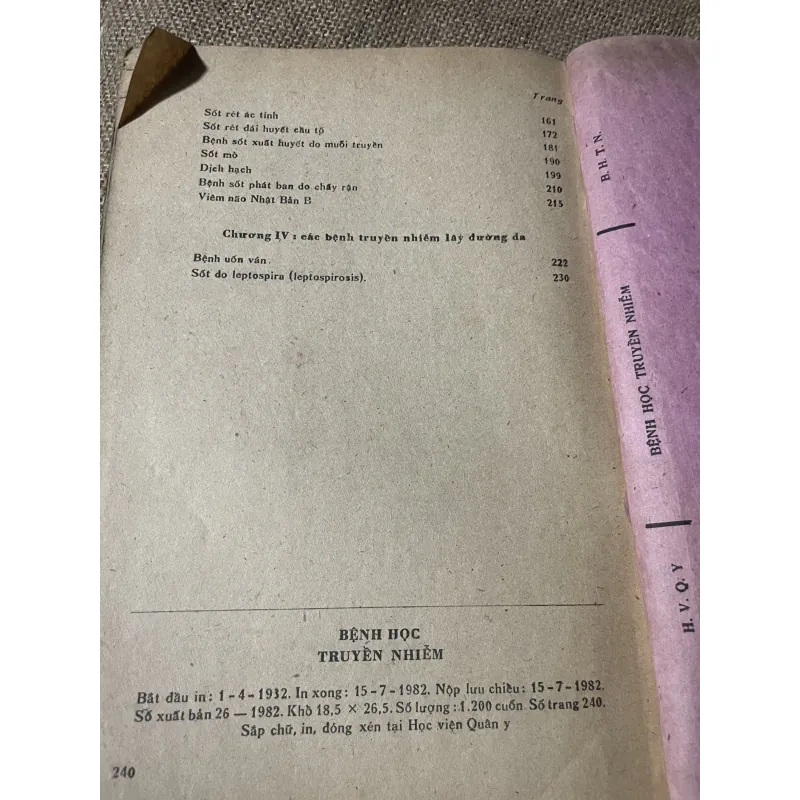 Trang
Sốt rét ác tính 161
Sốt rét đái huyết cầu tố 172
Bệnh sốt xuất huyết do muỗi truyền 181
Sốt mò 190
Dịch hạch 199
Bệnh sốt phát ban do chấy rận 210
Viêm não Nhật Bản B 215
Chương IV : các bệnh truyền nhiễm lây đường da
Bệnh uốn ván. 222
Sốt do leptospira (leptospirosis). 230
BỆNH HỌC
TRUYỀN NHIỄM
Bắt đầu in : 1 - 4 - 1932. In xong : 15 - 7 - 1982. Nộp lưu chiều : 15 - 7 - 1982.
Số xuất bản 26 — 1982. Khổ 18,5 × 26,5. Số lượng : 1.200 cuốn. Số trang 240.
Sắp chữ, in, đóng xén tại Học viện Quân y
240
B. H. T. N.
BỆNH HỌC TRUYỀN NHIỄM
H. V. Q. Y